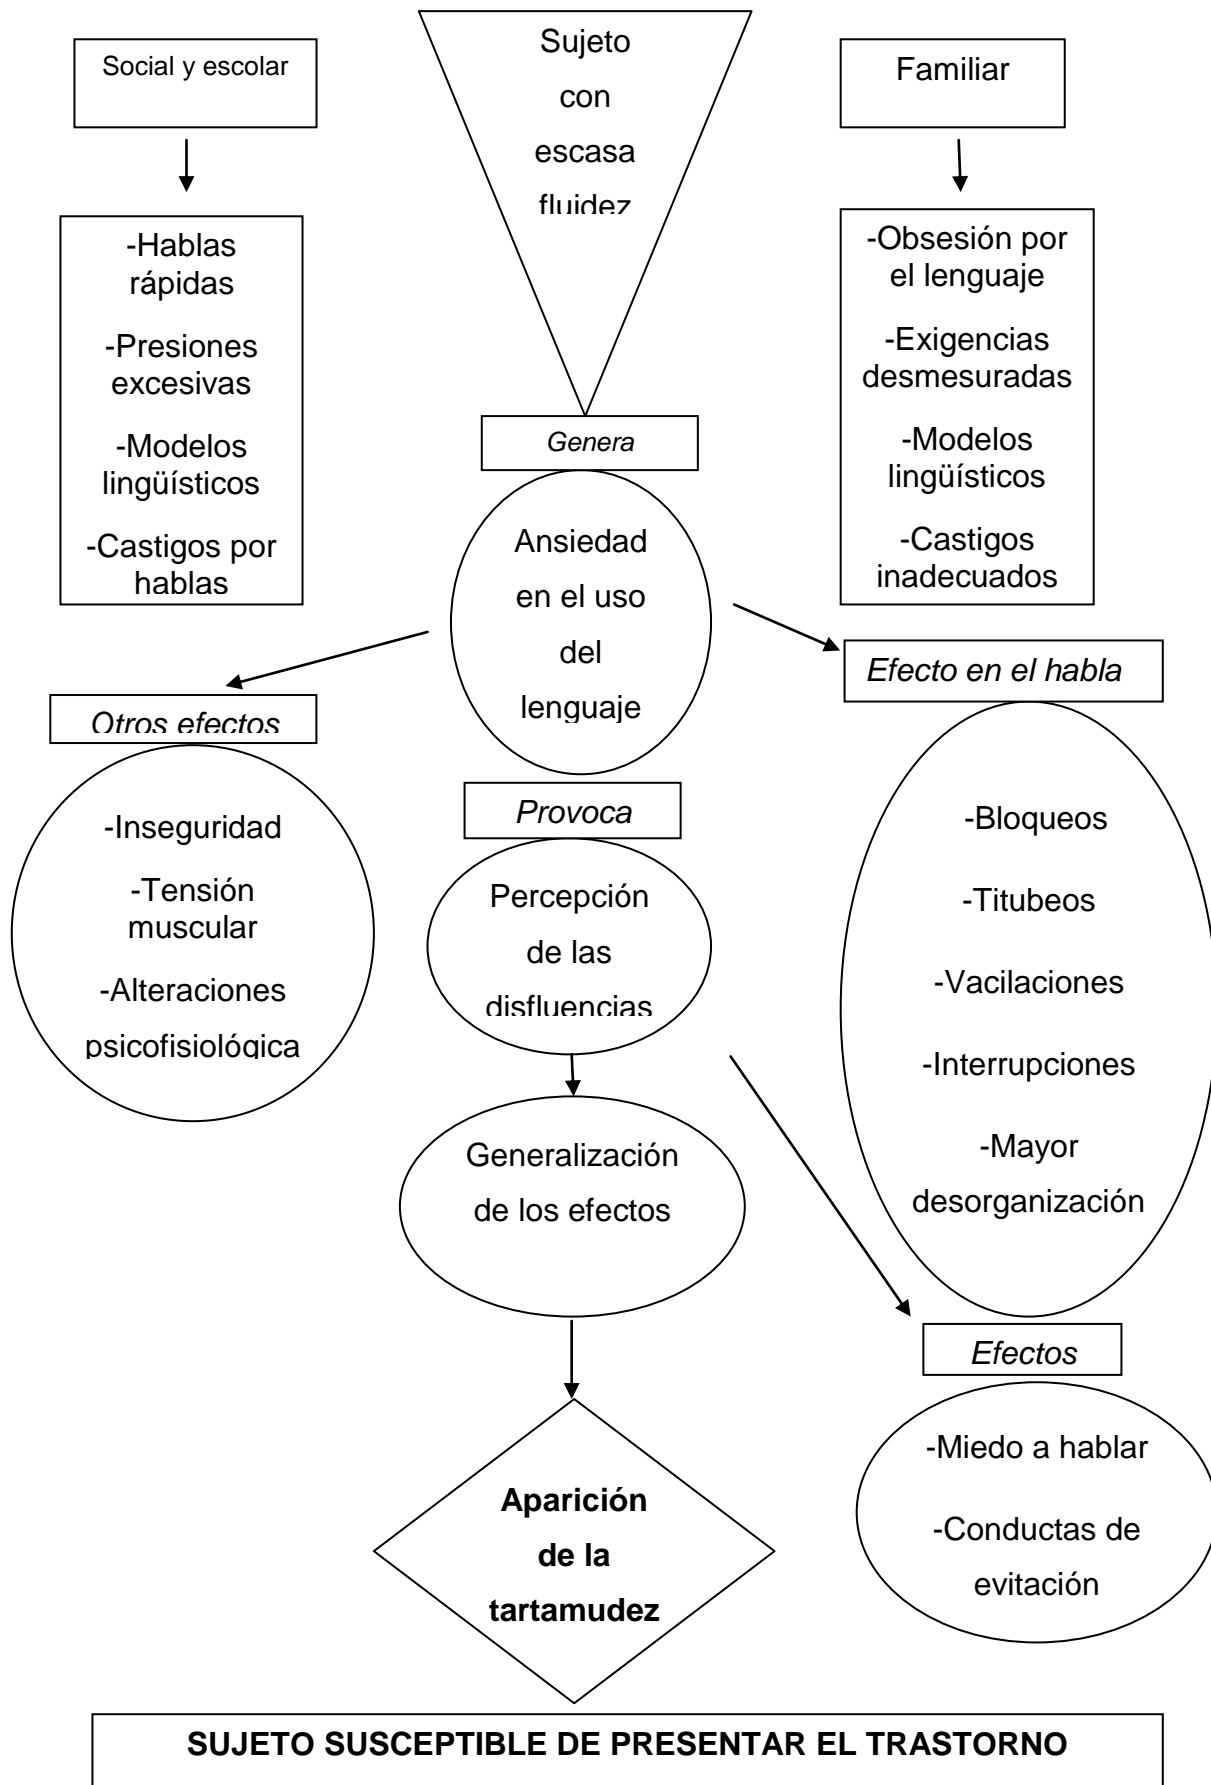 Social y escolar
-Hablas
rápidas
-Presiones
excesivas
-Modelos
lingüísticos
-Castigos por
hablas
Sujeto
con
escasa
fluidez
Familiar
-Obsesión por
el lenguaje
-Exigencias
desmesuradas
-Modelos
lingüísticos
-Castigos
inadecuados
Genera
Ansiedad
en el uso
del
lenguaje
Otros efectos
-Inseguridad
-Tensión
muscular
-Alteraciones
psicofisiológica
Efecto en el habla
-Bloqueos
-Titubeos
-Vacilaciones
-Interrupciones
-Mayor
desorganización
Provoca
Percepción
de las
disfluencias
Generalización
de los efectos
Efectos
-Miedo a hablar
-Conductas de
evitación
Aparición
de la
tartamudez
SUJETO SUSCEPTIBLE DE PRESENTAR EL TRASTORNO